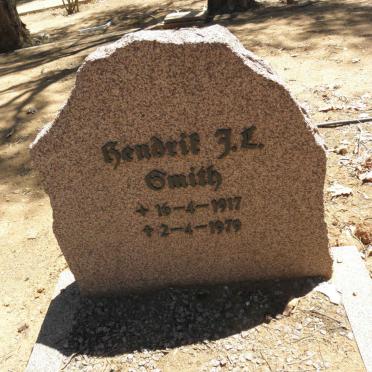 Hendrik J.L.
Smith
+ 16-4-1917
+ 2-4-1979